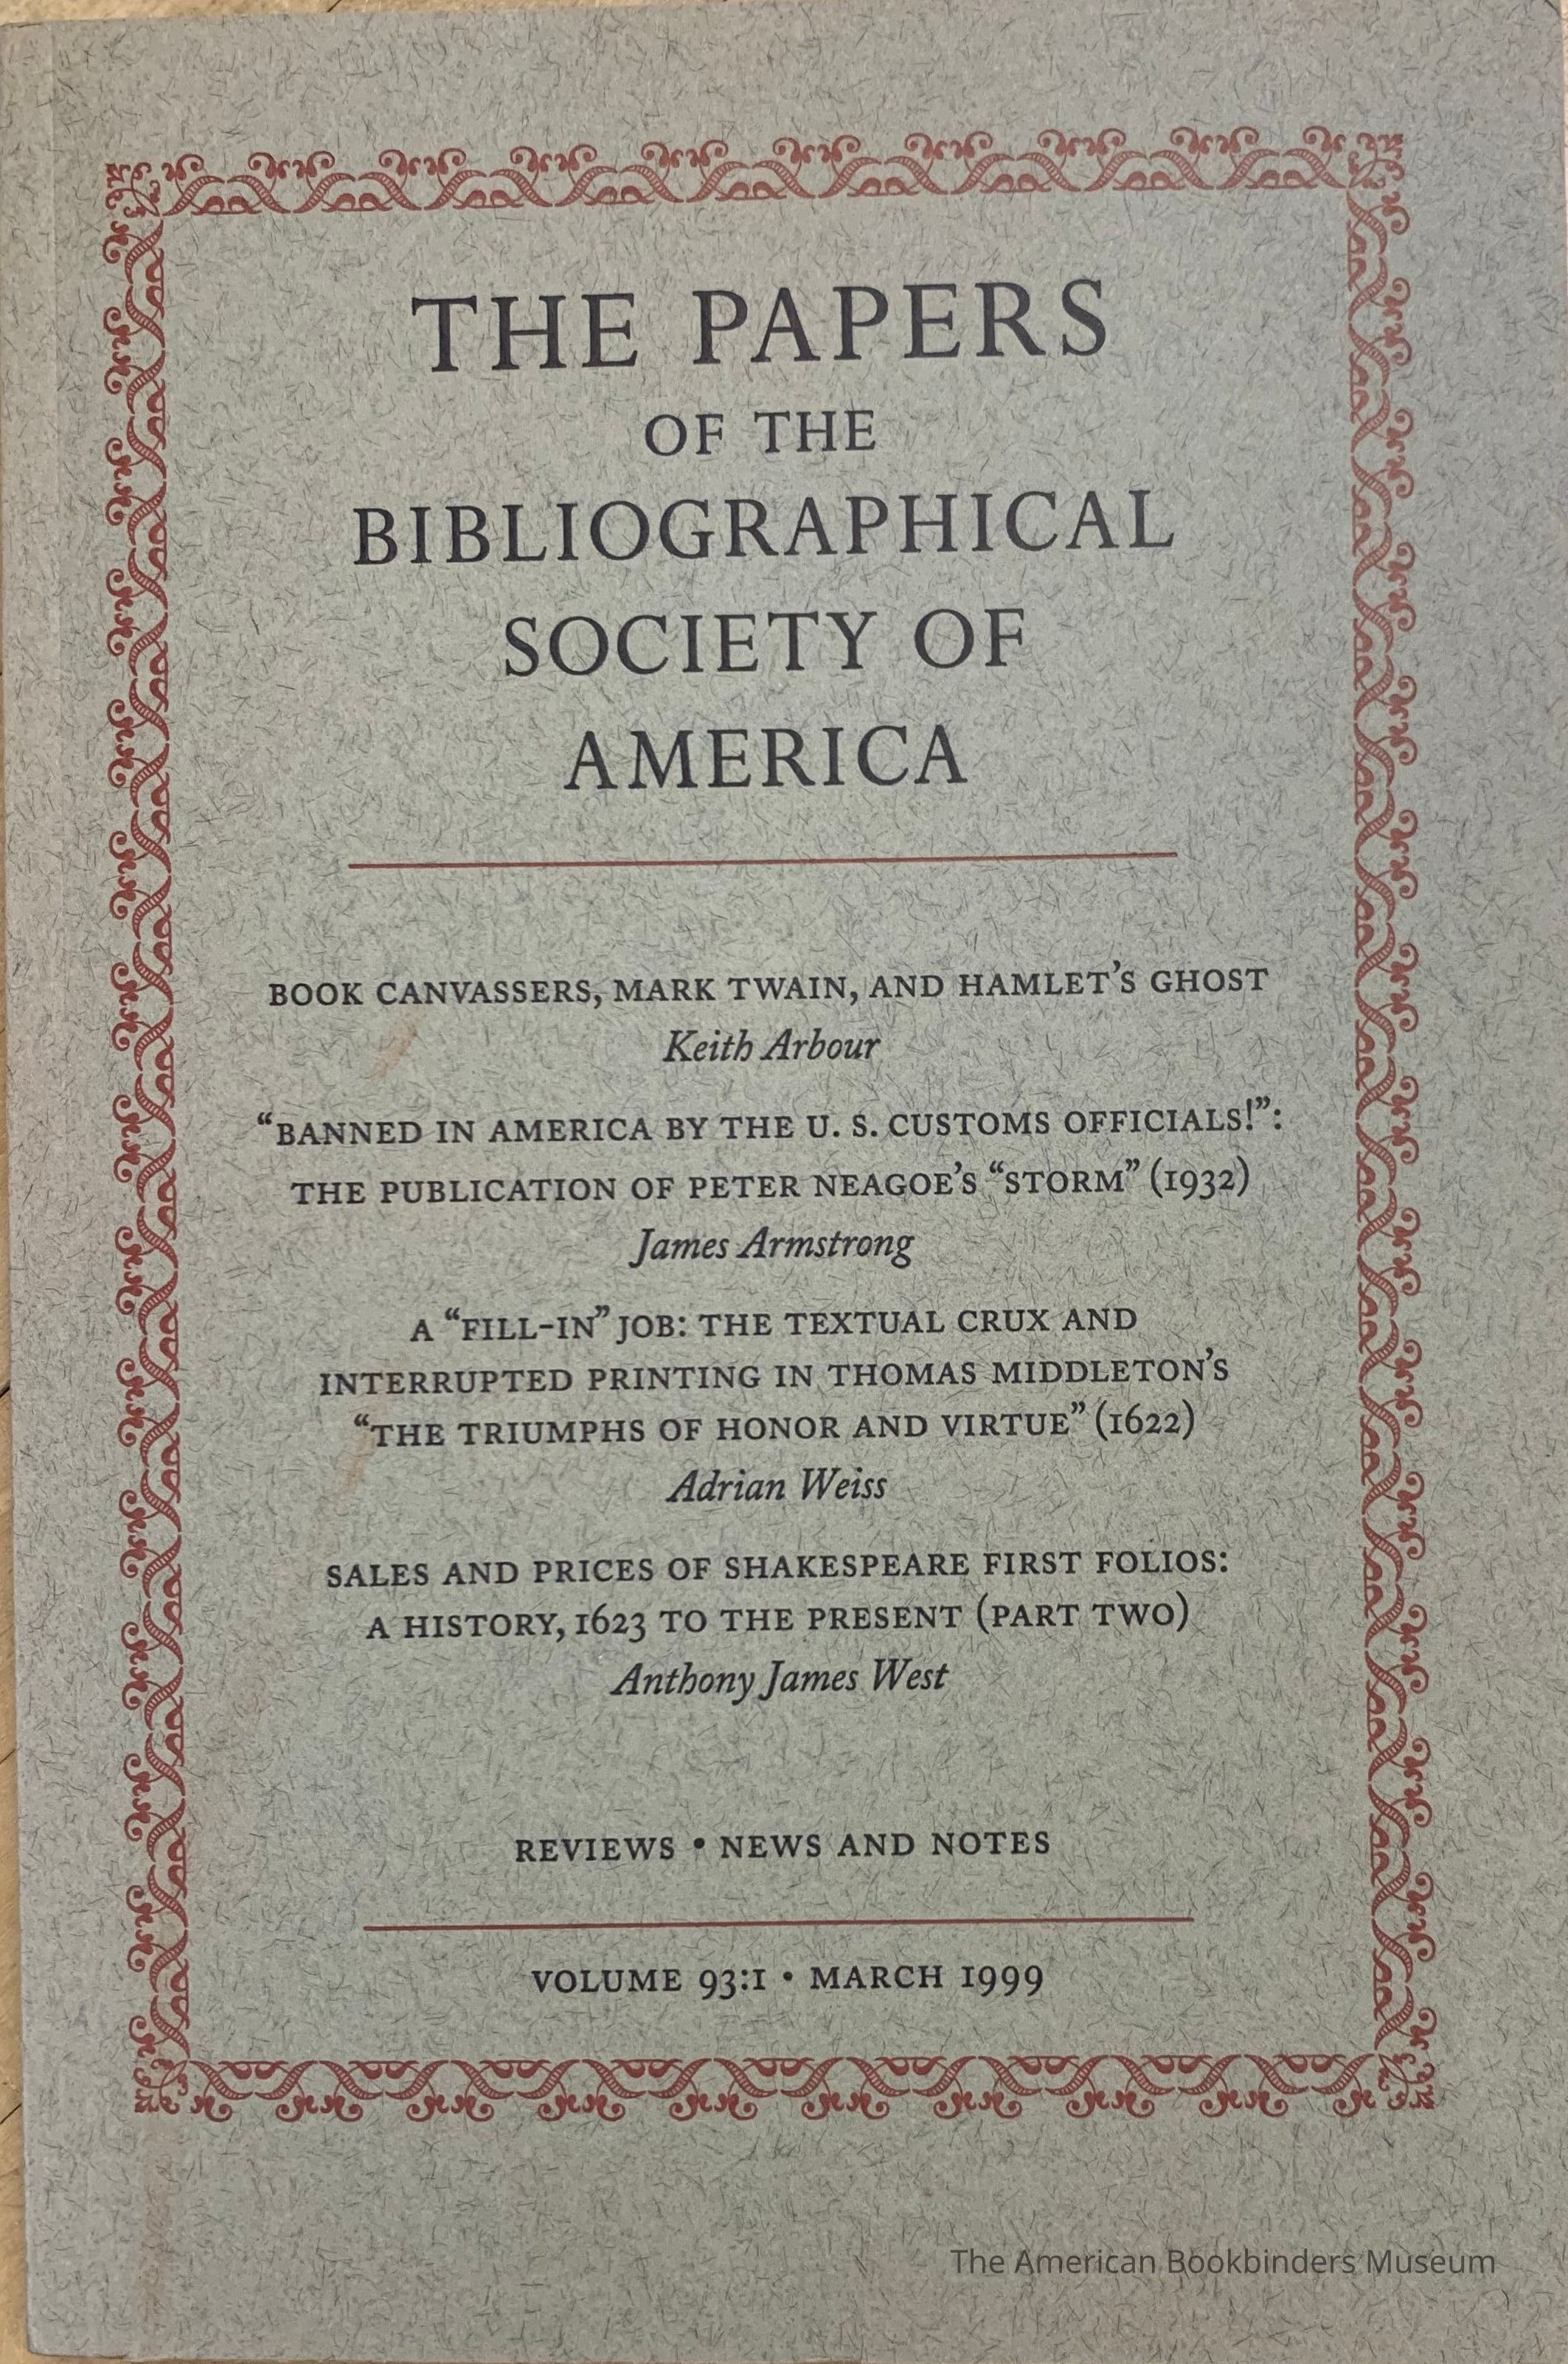 THE PAPERS
OF THE
BIBLIOGRAPHICAL
SOCIETY OF
AMERICA
BOOK CANVASSERS, MARK TWAIN, AND HAMLET’S GHOST
Keith Arbour
“BANNED IN AMERICA BY THE U. S. CUSTOMS OFFICIALS!”:
THE PUBLICATION OF PETER NEAGOE’S “STORM” (1932)
James Armstrong
A “FILL-IN” JOB: THE TEXTUAL CRUX AND
INTERRUPTED PRINTING IN THOMAS MIDDLETON’S
“THE TRIUMPHS OF HONOR AND VIRTUE” (1622)
Adrian Weiss
SALES AND PRICES OF SHAKESPEARE FIRST FOLIOS:
A HISTORY, 1623 TO THE PRESENT (PART TWO)
Anthony James West
REVIEWS • NEWS AND NOTES
VOLUME 93:1 • MARCH 1999
The American Bookbinders Museum